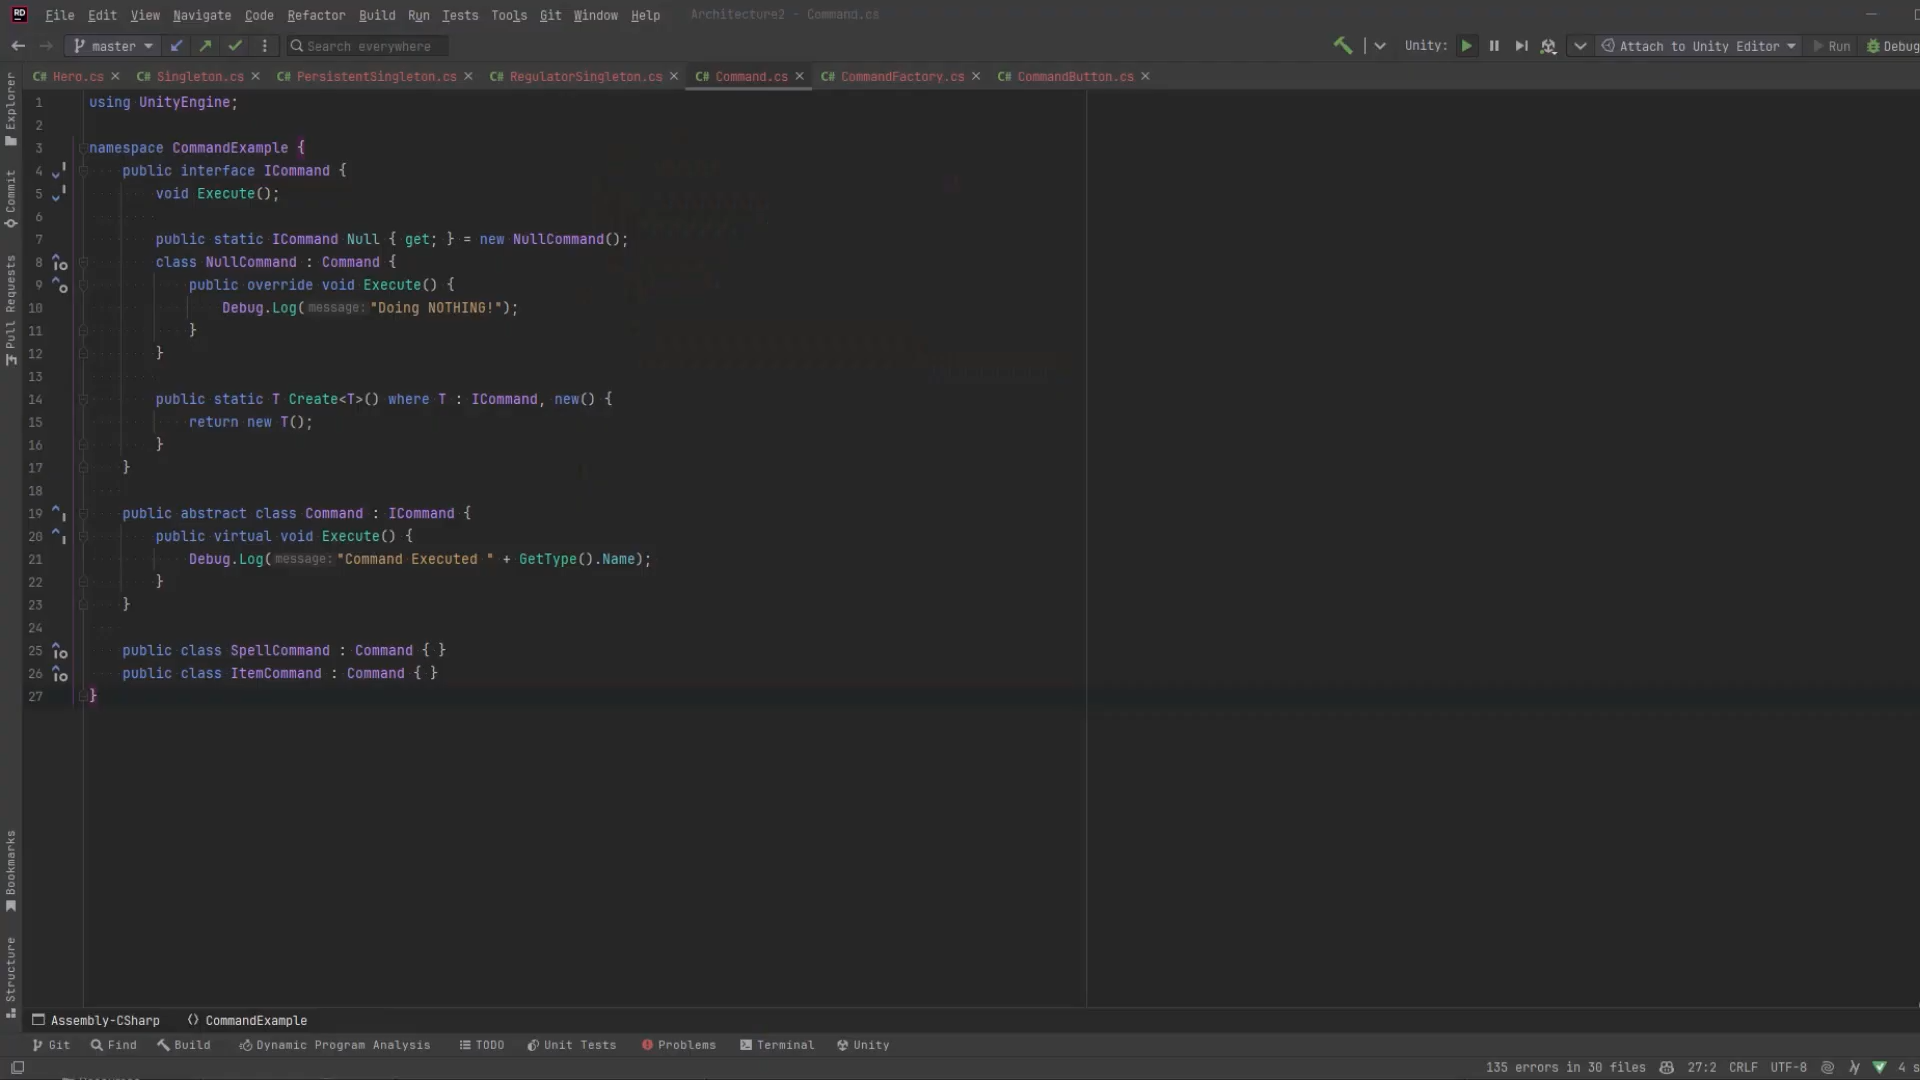 RD File Edit View Navigate Code Refactor Build Run Tests Tools Git Window Help Architecture2 - Command.cs
master Search everywhere Unity: Attach to Unity Editor Run Debug
C# Hero.cs C# Singleton.cs C# PersistentSingleton.cs C# RegulatorSingleton.cs C# Command.cs C# CommandFactory.cs C# CommandButton.cs
Explorer
Commit
Pull Requests
Bookmarks
Structure
1 using UnityEngine;
2
3 namespace CommandExample {
4 public interface ICommand {
5 void Execute();
6
7 public static ICommand Null { get; } = new NullCommand();
8 class NullCommand : Command {
9 public override void Execute() {
10 Debug.Log(message: "Doing NOTHING!");
11 }
12 }
13
14 public static T Create<T>() where T : ICommand, new() {
15 return new T();
16 }
17 }
18
19 public abstract class Command : ICommand {
20 public virtual void Execute() {
21 Debug.Log(message: "Command Executed " + GetType().Name);
22 }
23 }
24
25 public class SpellCommand : Command { }
26 public class ItemCommand : Command { }
27 }
Assembly-CSharp CommandExample
Git Find Build Dynamic Program Analysis TODO Unit Tests Problems Terminal Unity
135 errors in 30 files 27:2 CRLF UTF-8 4 s